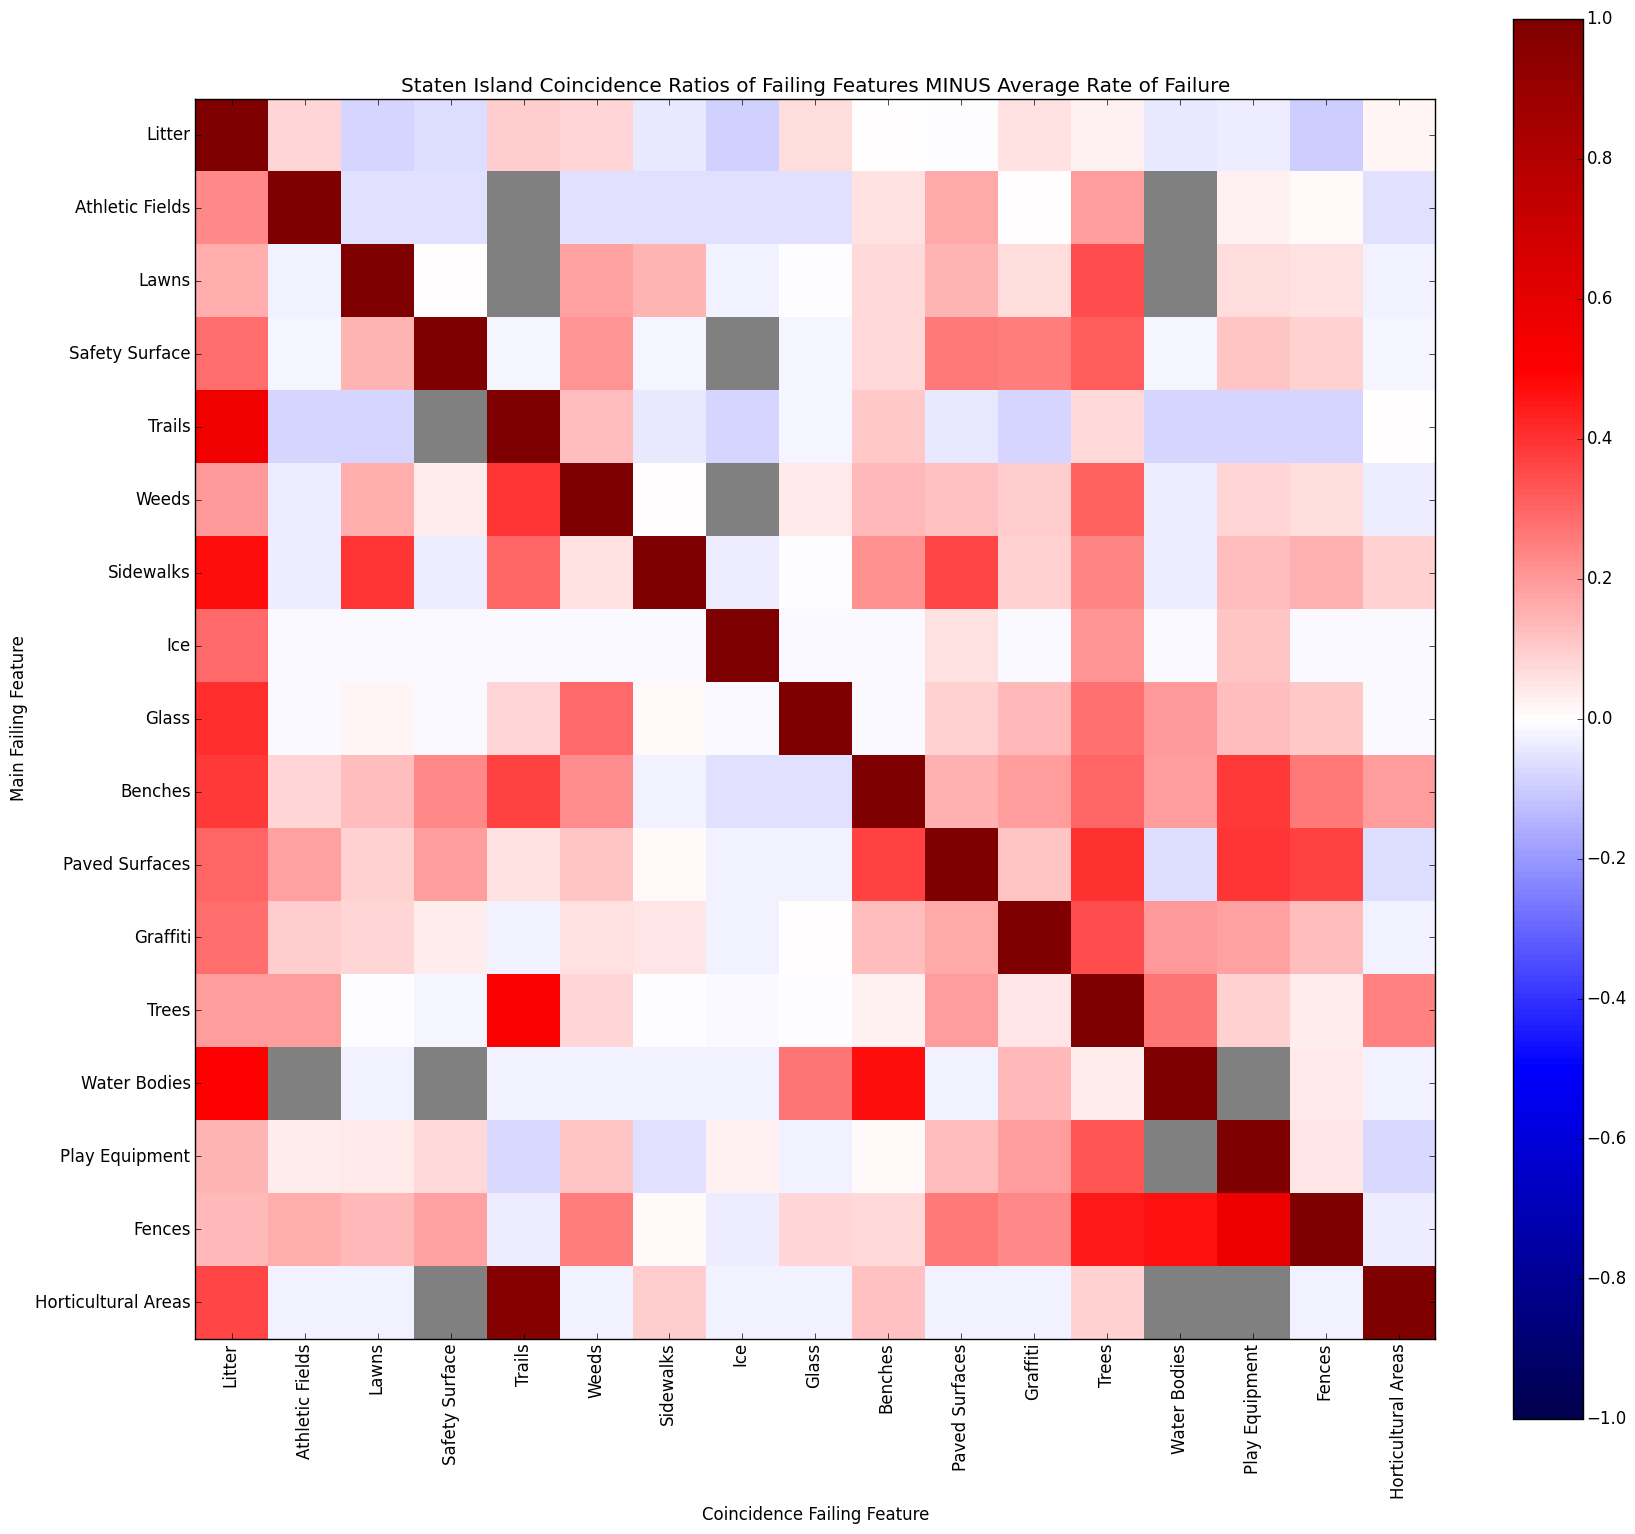 Staten Island Coincidence Ratios of Failing Features MINUS Average Rate of Failure
Main Failing Feature
Litter
Athletic Fields
Lawns
Safety Surface
Trails
Weeds
Sidewalks
Ice
Glass
Benches
Paved Surfaces
Graffiti
Trees
Water Bodies
Play Equipment
Fences
Horticultural Areas
Litter
Athletic Fields
Lawns
Safety Surface
Trails
Weeds
Sidewalks
Ice
Glass
Benches
Paved Surfaces
Graffiti
Trees
Water Bodies
Play Equipment
Fences
Horticultural Areas
Coincidence Failing Feature
1.0
0.8
0.6
0.4
0.2
0.0
−0.2
−0.4
−0.6
−0.8
−1.0